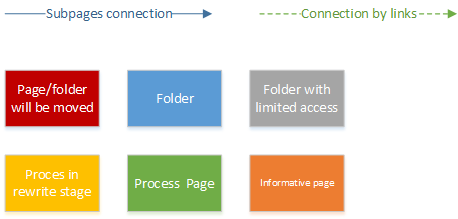 Subpages connection
Connection by links
Page/folder
will be moved
Folder
Folder with
limited access
Proces in
rewrite stage
Process Page
Informative page